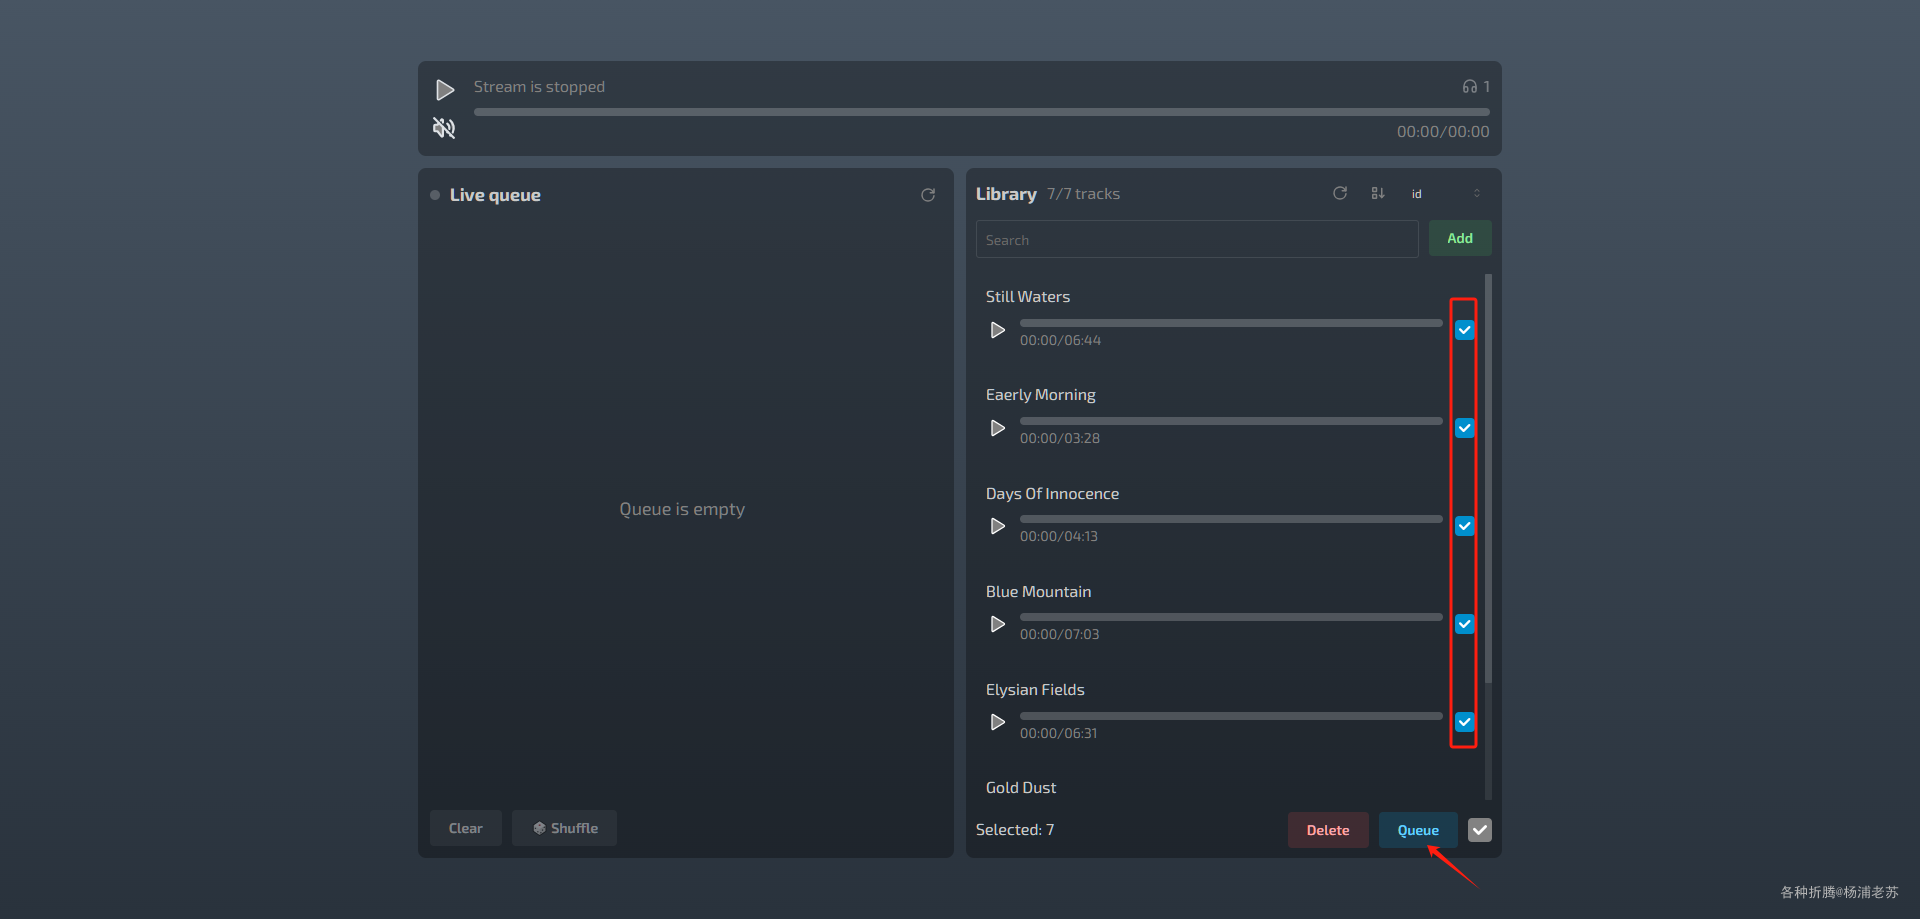 Stream is stopped
1
00:00/00:00
Live queue
Queue is empty
Clear
Shuffle
Library 7/7 tracks
id
Search
Add
Still Waters
00:00/06:44
Eaerly Morning
00:00/03:28
Days Of Innocence
00:00/04:13
Blue Mountain
00:00/07:03
Elysian Fields
00:00/06:31
Gold Dust
Selected: 7
Delete
Queue
各种折腾@杨浦老苏